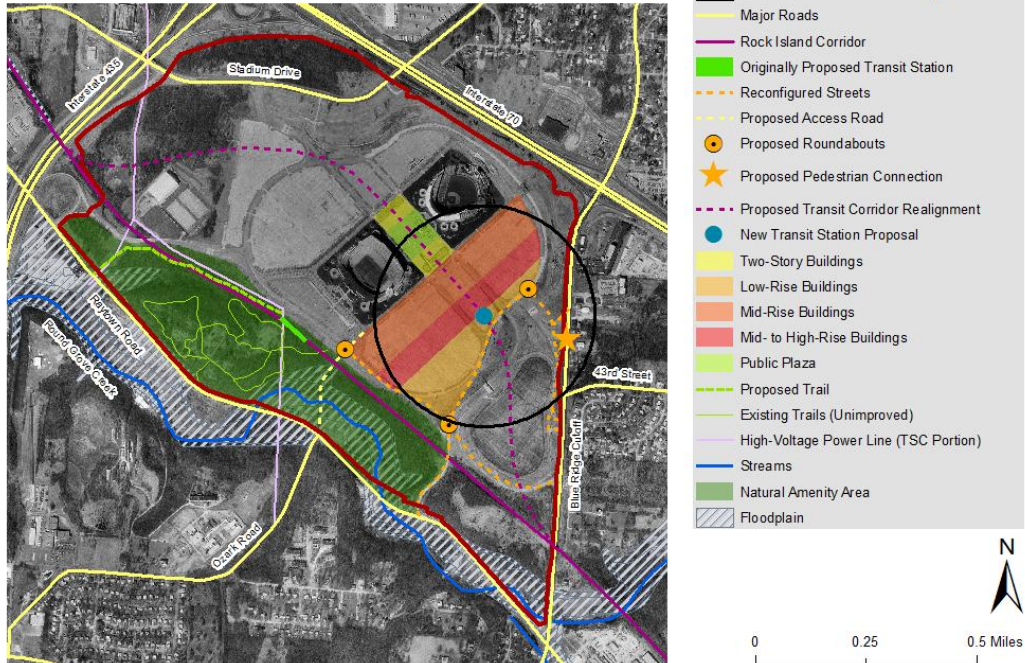 Major Roads
Rock Island Corridor
Originally Proposed Transit Station
Reconfigured Streets
Proposed Access Road
Proposed Roundabouts
Proposed Pedestrian Connection
Proposed Transit Corridor Realignment
New Transit Station Proposal
Two-Story Buildings
Low-Rise Buildings
Mid-Rise Buildings
Mid- to High-Rise Buildings
Public Plaza
Proposed Trail
Existing Trails (Unimproved)
High-Voltage Power Line (TSC Portion)
Streams
Natural Amenity Area
Floodplain
N
0 0.25 0.5 Miles
Interstate 435
Stadium Drive
Interstate 70
Raytown Road
Round Grove Creek
43rd Street
Blue Ridge Cutoff
Ozark Road